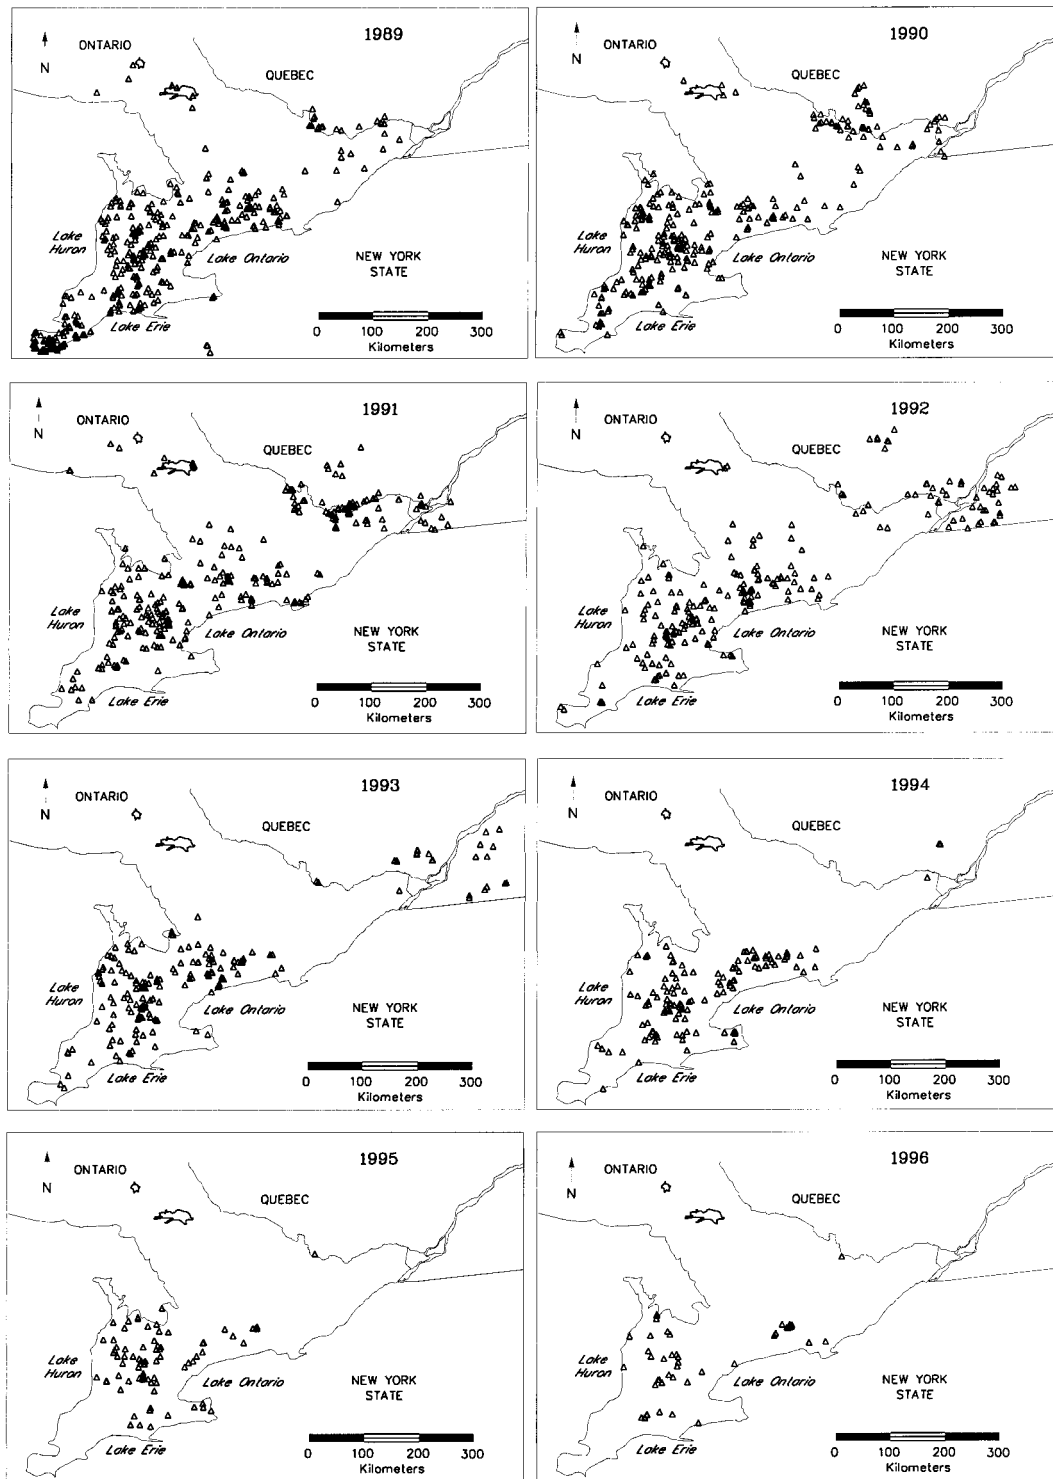 1989
ONTARIO
N
QUEBEC
Lake
Huron
Lake Ontario
NEW YORK
STATE
Lake Erie
0 100 200 300
Kilometers
1990
ONTARIO
N
QUEBEC
Lake
Huron
Lake Ontario
NEW YORK
STATE
Lake Erie
0 100 200 300
Kilometers
1991
ONTARIO
N
QUEBEC
Lake
Huron
Lake Ontario
NEW YORK
STATE
Lake Erie
0 100 200 300
Kilometers
1992
ONTARIO
N
QUEBEC
Lake
Huron
Lake Ontario
NEW YORK
STATE
Lake Erie
0 100 200 300
Kilometers
1993
ONTARIO
N
QUEBEC
Lake
Huron
Lake Ontario
NEW YORK
STATE
Lake Erie
0 100 200 300
Kilometers
1994
ONTARIO
N
QUEBEC
Lake
Huron
Lake Ontario
NEW YORK
STATE
Lake Erie
0 100 200 300
Kilometers
1995
ONTARIO
N
QUEBEC
Lake
Huron
Lake Ontario
NEW YORK
STATE
Lake Erie
0 100 200 300
Kilometers
1996
ONTARIO
N
QUEBEC
Lake
Huron
Lake Ontario
NEW YORK
STATE
Lake Erie
0 100 200 300
Kilometers